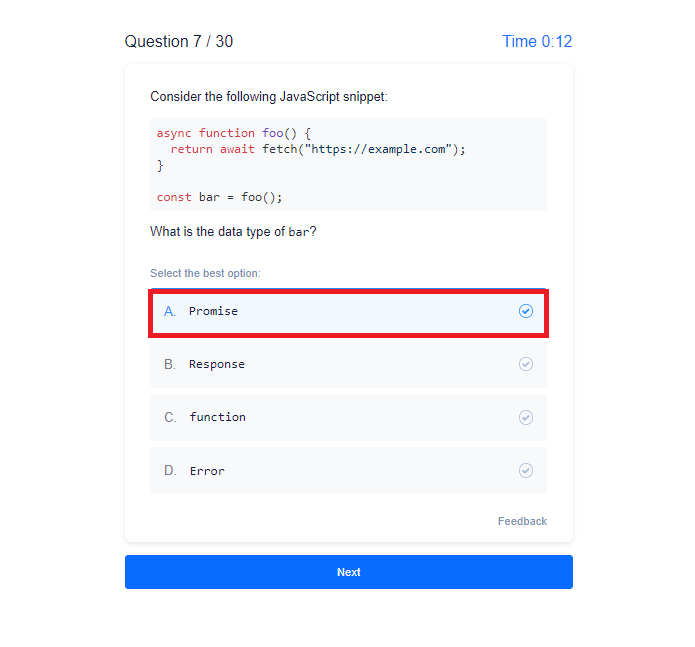 Question 7 / 30
Time 0:12
Consider the following JavaScript snippet:
async function foo() {
  return await fetch("https://example.com");
}
const bar = foo();
What is the data type of bar?
Select the best option:
A. Promise
B. Response
C. function
D. Error
Feedback
Next